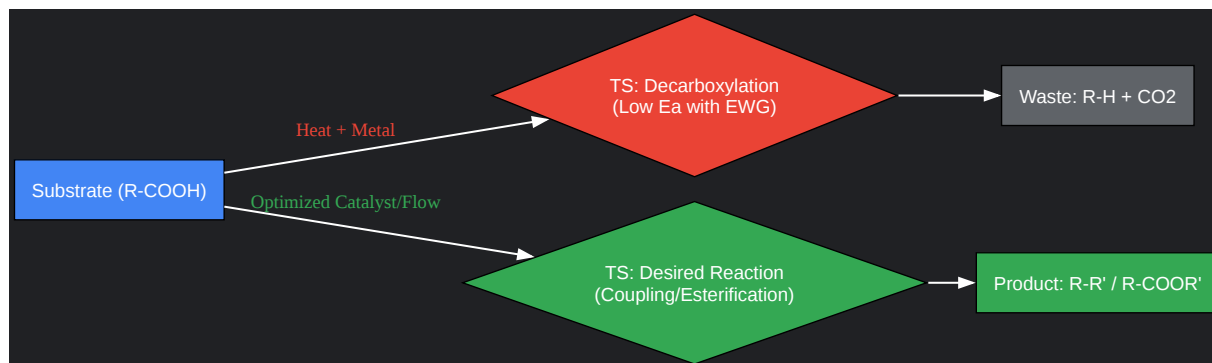 TS: Decarboxylation
(Low Ea with EWG)
Waste: R-H + CO2
Heat + Metal
Substrate (R-COOH)
Optimized Catalyst/Flow
TS: Desired Reaction
(Coupling/Esterification)
Product: R-R' / R-COOR'